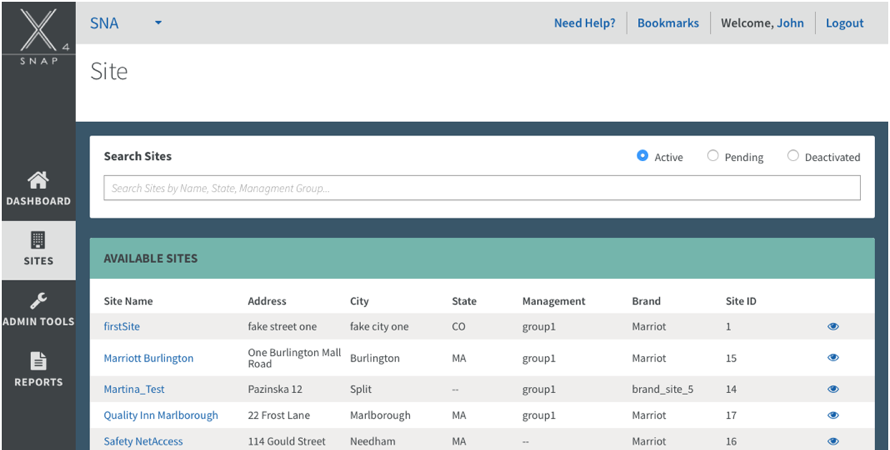 X 4
SNAP
SNA
Need Help? Bookmarks Welcome, John Logout
Site
DASHBOARD
SITES
ADMIN TOOLS
REPORTS
Search Sites
Active Pending Deactivated
Search Sites by Name, State, Managment Group...
AVAILABLE SITES
Site Name Address City State Management Brand Site ID
firstSite fake street one fake city one CO group1 Marriot 1
Marriott Burlington One Burlington Mall Road Burlington MA group1 Marriot 15
Martina_Test Pazinska 12 Split -- group1 brand_site_5 14
Quality Inn Marlborough 22 Frost Lane Marlborough MA group1 Marriot 17
Safety NetAccess 114 Gould Street Needham MA -- Marriot 16